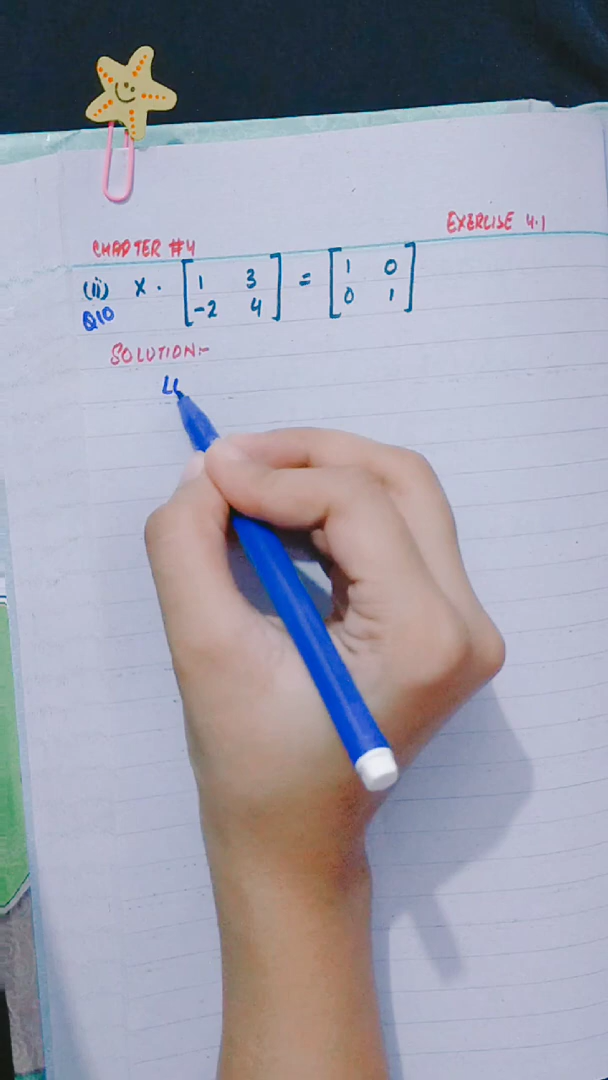 EXERCISE 4.1
CHAPTER #4
(ii) X . [ 1 3 ] = [ 1 0 ]
Q10 [ -2 4 ] [ 0 1 ]
SOLUTION:-